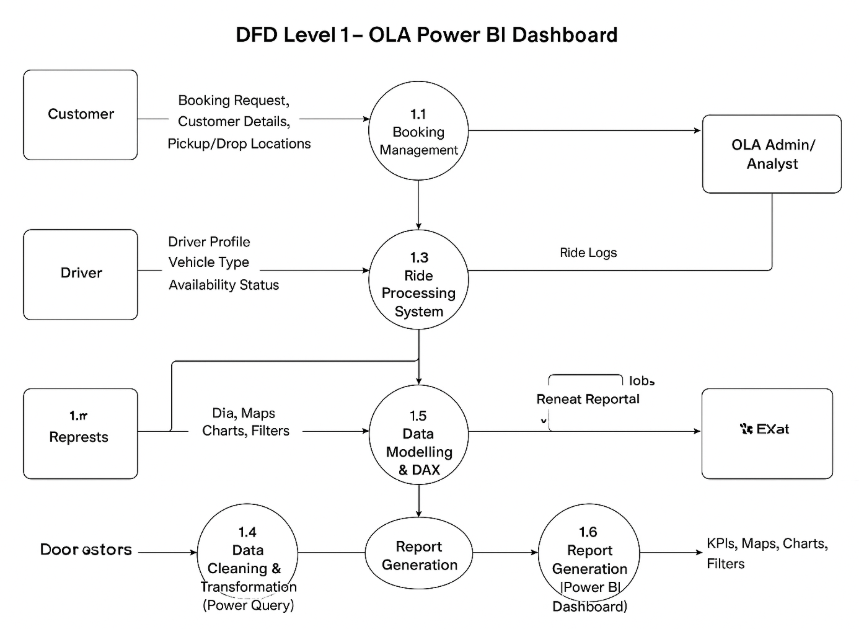 DFD Level 1 – OLA Power BI Dashboard
Customer
Booking Request,
Customer Details,
Pickup/Drop Locations
1.1
Booking
Management
OLA Admin/
Analyst
Driver
Driver Profile
Vehicle Type
Availability Status
1.3
Ride
Processing
System
Ride Logs
Represts
Dia, Maps
Charts, Filters
1.5
Data
Modelling
& DAX
Reneat Reportal
EXat
Door
1.4
Data
Cleaning &
Transformation
(Power Query)
Report
Generation
1.6
Report
Generation
|Power BI
Dashboard)
KPIs, Maps, Charts,
Filters